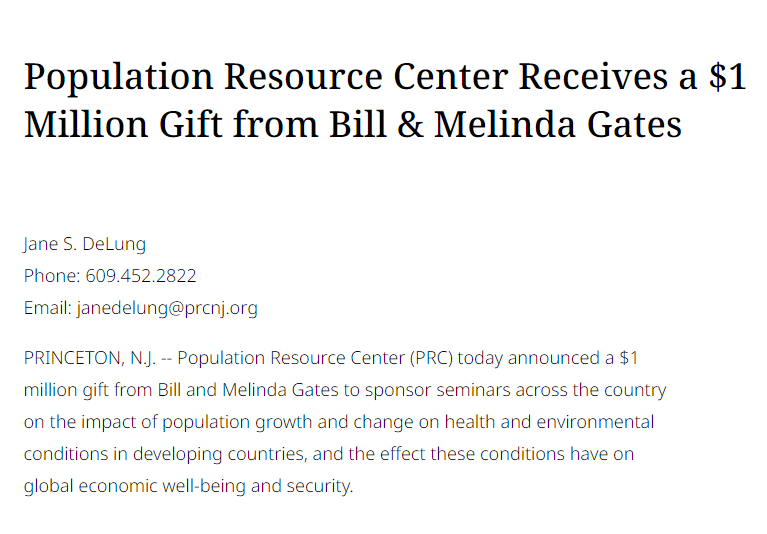 Population Resource Center Receives a $1
Million Gift from Bill & Melinda Gates
Jane S. DeLung
Phone: 609.452.2822
Email: janedelung@prcnj.org
PRINCETON, N.J. -- Population Resource Center (PRC) today announced a $1
million gift from Bill and Melinda Gates to sponsor seminars across the country
on the impact of population growth and change on health and environmental
conditions in developing countries, and the effect these conditions have on
global economic well-being and security.